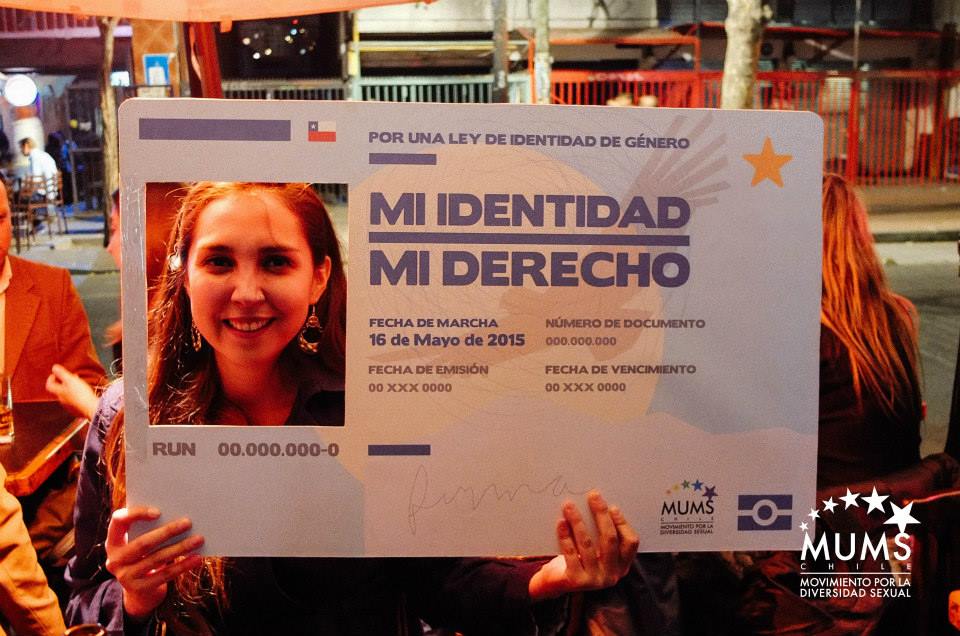 POR UNA LEY DE IDENTIDAD DE GÉNERO
MI IDENTIDAD
MI DERECHO
FECHA DE MARCHA
16 de Mayo de 2015
NÚMERO DE DOCUMENTO
000.000.000
FECHA DE EMISIÓN
00 XXX 0000
FECHA DE VENCIMIENTO
00 XXX 0000
RUN 00.000.000-0
MUMS
CHILE
MOVIMIENTO POR LA
DIVERSIDAD SEXUAL
MUMS
CHILE
MOVIMIENTO POR LA
DIVERSIDAD SEXUAL